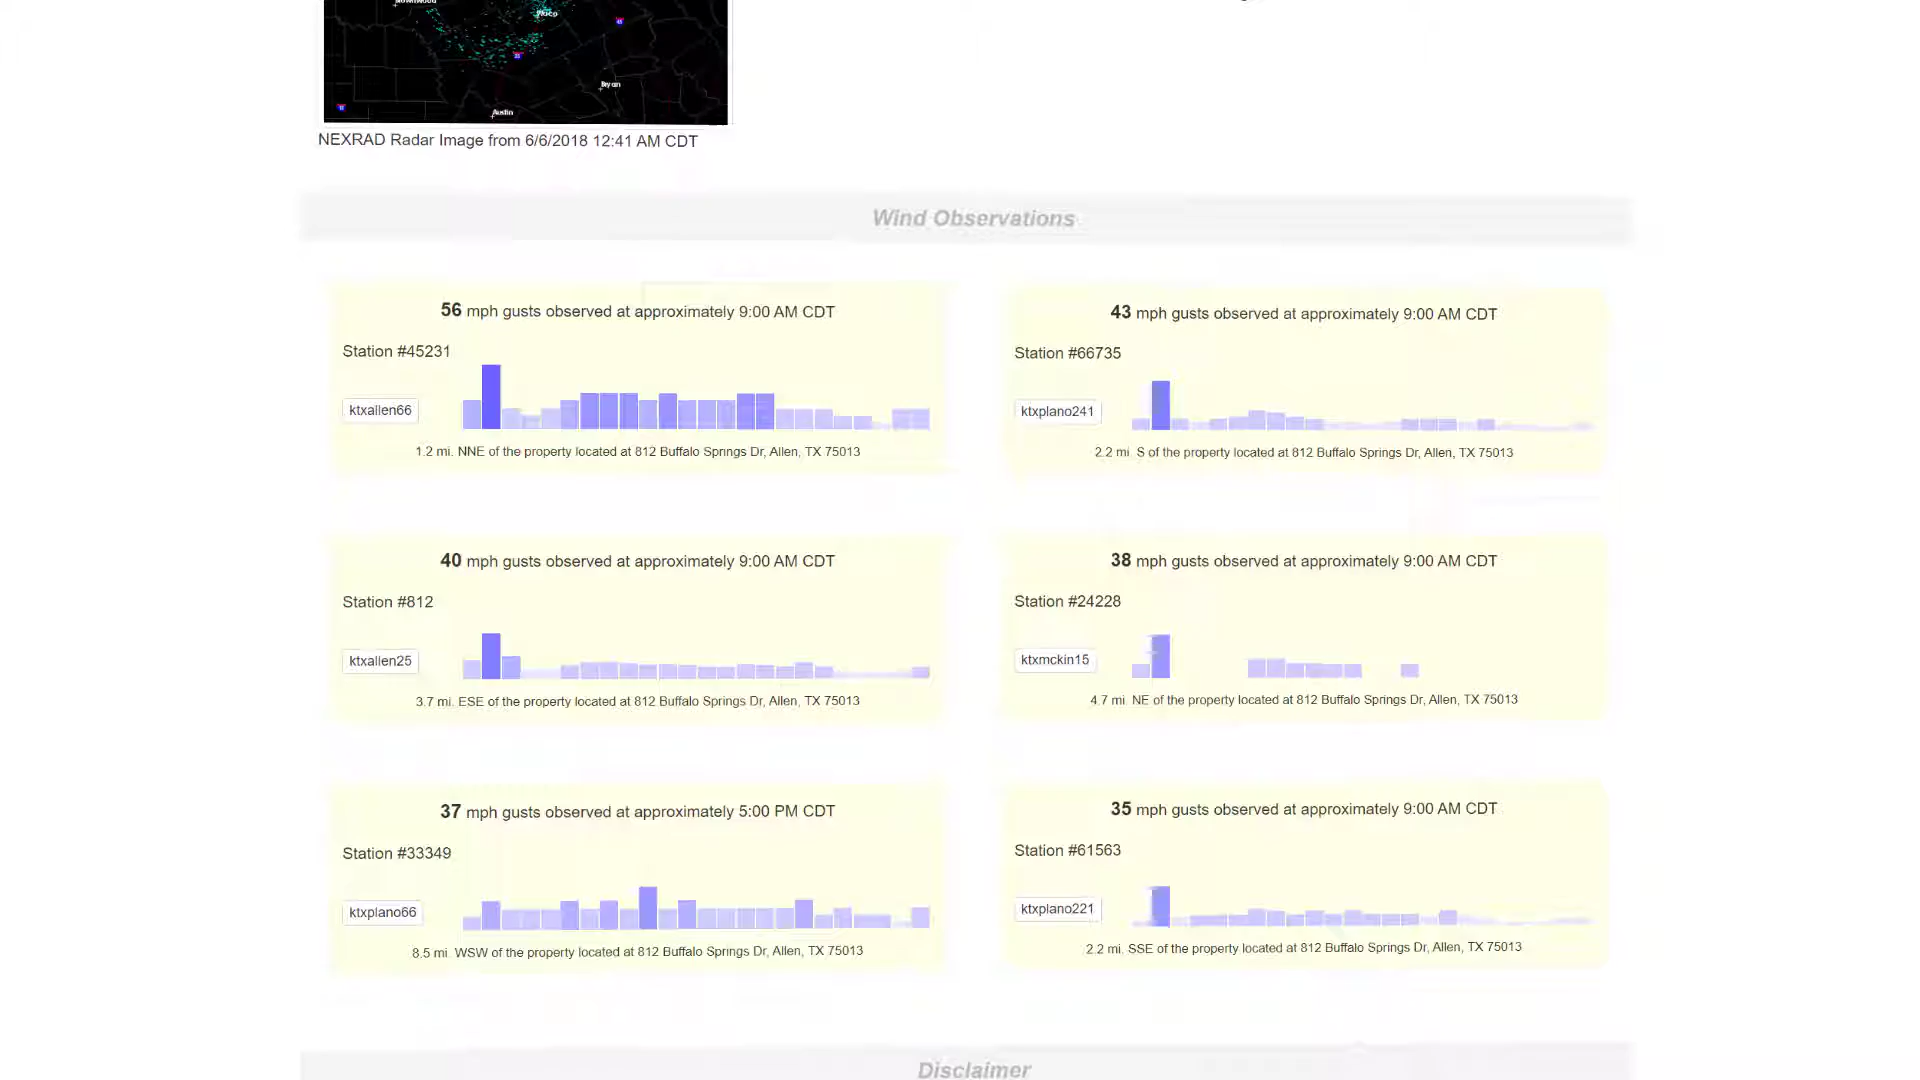 Brownwood
Waco
45
35
Bryan
10
Austin
NEXRAD Radar Image from 6/6/2018 12:41 AM CDT
Wind Observations
56 mph gusts observed at approximately 9:00 AM CDT
Station #45231
ktxallen66
1.2 mi. NNE of the property located at 812 Buffalo Springs Dr, Allen, TX 75013
43 mph gusts observed at approximately 9:00 AM CDT
Station #66735
ktxplano241
2.2 mi. S of the property located at 812 Buffalo Springs Dr, Allen, TX 75013
40 mph gusts observed at approximately 9:00 AM CDT
Station #812
ktxallen25
3.7 mi. ESE of the property located at 812 Buffalo Springs Dr, Allen, TX 75013
38 mph gusts observed at approximately 9:00 AM CDT
Station #24228
ktxmckin15
4.7 mi. NE of the property located at 812 Buffalo Springs Dr, Allen, TX 75013
37 mph gusts observed at approximately 5:00 PM CDT
Station #33349
ktxplano66
8.5 mi. WSW of the property located at 812 Buffalo Springs Dr, Allen, TX 75013
35 mph gusts observed at approximately 9:00 AM CDT
Station #61563
ktxplano221
2.2 mi. SSE of the property located at 812 Buffalo Springs Dr, Allen, TX 75013
Disclaimer